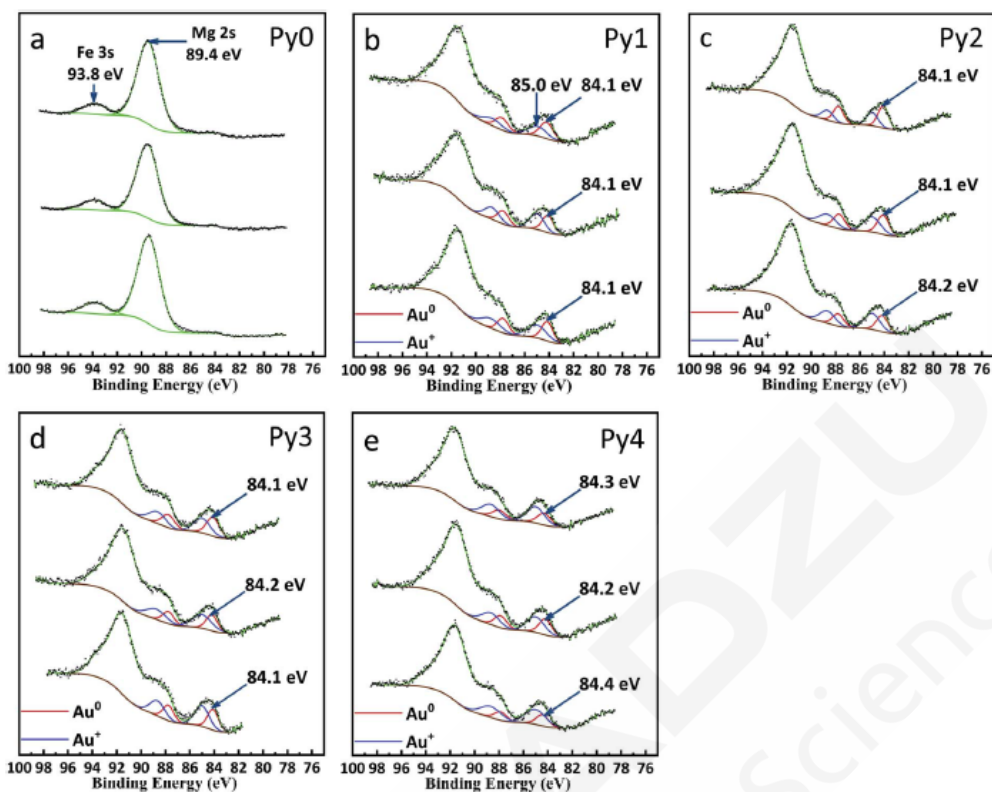 a
Py0
Mg 2s
89.4 eV
Fe 3s
93.8 eV
100 98 96 94 92 90 88 86 84 82 80 78 76
Binding Energy (eV)
b
Py1
85.0 eV
84.1 eV
84.1 eV
84.1 eV
Au⁰
Au⁺
100 98 96 94 92 90 88 86 84 82 80 78 76
Binding Energy (eV)
c
Py2
84.1 eV
84.1 eV
84.2 eV
Au⁰
Au⁺
100 98 96 94 92 90 88 86 84 82 80 78 76
Binding Energy (eV)
d
Py3
84.1 eV
84.2 eV
84.1 eV
Au⁰
Au⁺
100 98 96 94 92 90 88 86 84 82 80 78 76
Binding Energy (eV)
e
Py4
84.3 eV
84.2 eV
84.4 eV
Au⁰
Au⁺
100 98 96 94 92 90 88 86 84 82 80 78 76
Binding Energy (eV)
ADZU
Science